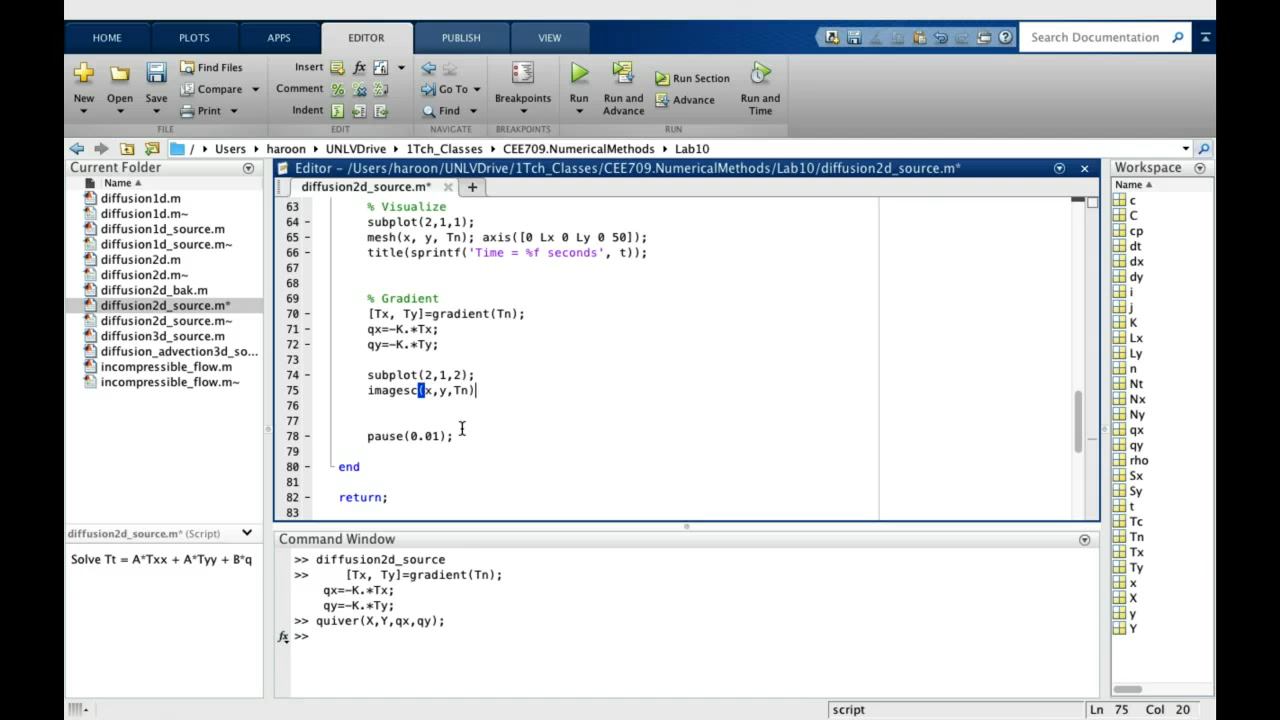 HOME PLOTS APPS EDITOR PUBLISH VIEW Search Documentation
Find Files
Insert fx
Compare
Comment
Go To
Run Section
Print
Indent
Find
Advance
New Open Save Breakpoints Run Run and Advance Run and Time
FILE EDIT NAVIGATE BREAKPOINTS RUN
/ Users haroon UNLVDrive 1Tch_Classes CEE709.NumericalMethods Lab10
Current Folder
Name
diffusion1d.m
diffusion1d.m~
diffusion1d_source.m
diffusion1d_source.m~
diffusion2d.m
diffusion2d.m~
diffusion2d_bak.m
diffusion2d_source.m*
diffusion2d_source.m~
diffusion3d_source.m
diffusion_advection3d_so...
incompressible_flow.m
incompressible_flow.m~
diffusion2d_source.m* (Script)
Solve Tt = A*Txx + A*Tyy + B*q
Editor - /Users/haroon/UNLVDrive/1Tch_Classes/CEE709.NumericalMethods/Lab10/diffusion2d_source.m*
diffusion2d_source.m*
63 % Visualize
64 - subplot(2,1,1);
65 - mesh(x, y, Tn); axis([0 Lx 0 Ly 0 50]);
66 - title(sprintf('Time = %f seconds', t));
67
68
69 % Gradient
70 - [Tx, Ty]=gradient(Tn);
71 - qx=-K.*Tx;
72 - qy=-K.*Ty;
73
74 - subplot(2,1,2);
75 - imagesc(x,y,Tn)
76
77
78 - pause(0.01);
79
80 - end
81
82 - return;
83
Command Window
>> diffusion2d_source
>> [Tx, Ty]=gradient(Tn);
qx=-K.*Tx;
qy=-K.*Ty;
>> quiver(X,Y,qx,qy);
fx >>
Workspace
Name
c
C
cp
dt
dx
dy
i
j
K
Lx
Ly
n
Nt
Nx
Ny
qx
qy
rho
Sx
Sy
t
Tc
Tn
Tx
Ty
x
X
y
Y
script Ln 75 Col 20